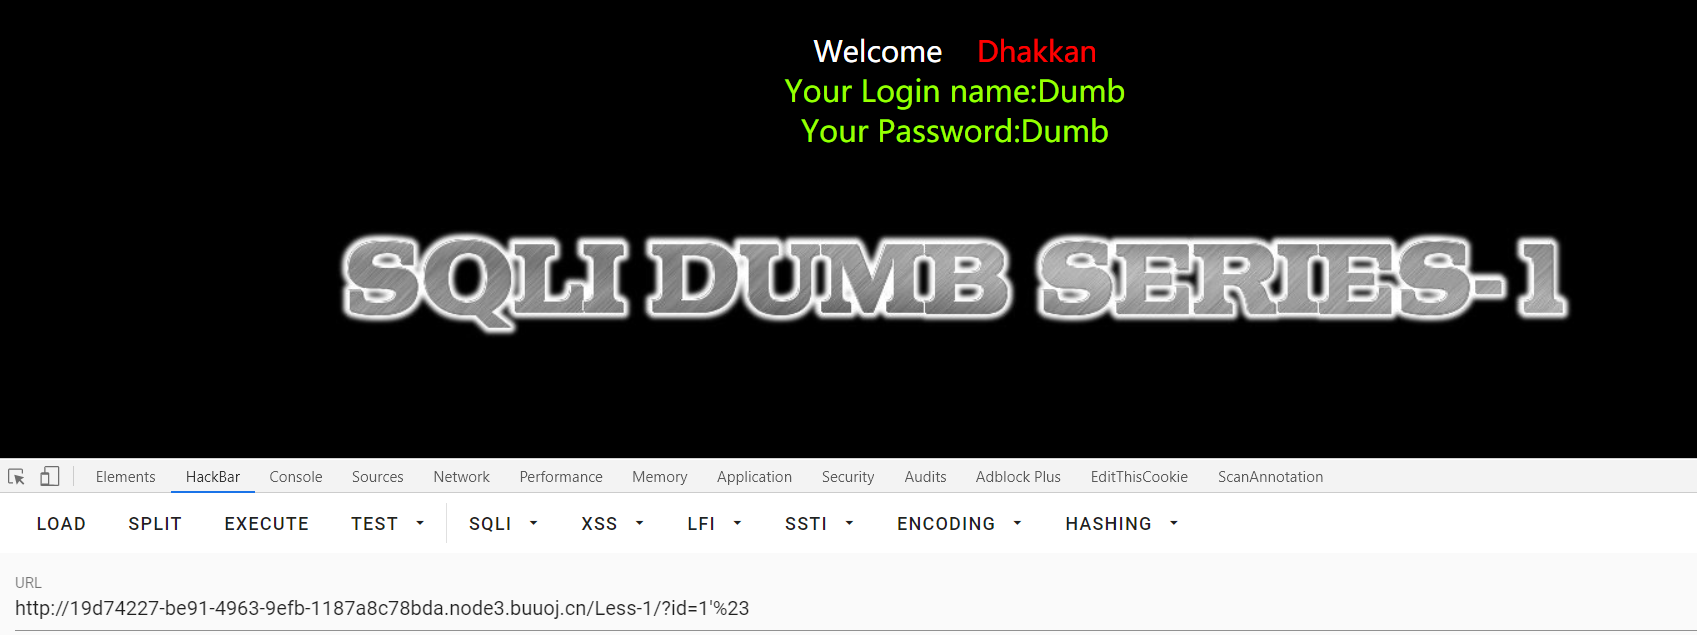 Welcome Dhakkan
Your Login name:Dumb
Your Password:Dumb
SQLI DUMB SERIES-1
Elements HackBar Console Sources Network Performance Memory Application Security Audits Adblock Plus EditThisCookie ScanAnnotation
LOAD SPLIT EXECUTE TEST SQLI XSS LFI SSTI ENCODING HASHING
URL
http://19d74227-be91-4963-9efb-1187a8c78bda.node3.buuoj.cn/Less-1/?id=1'%23